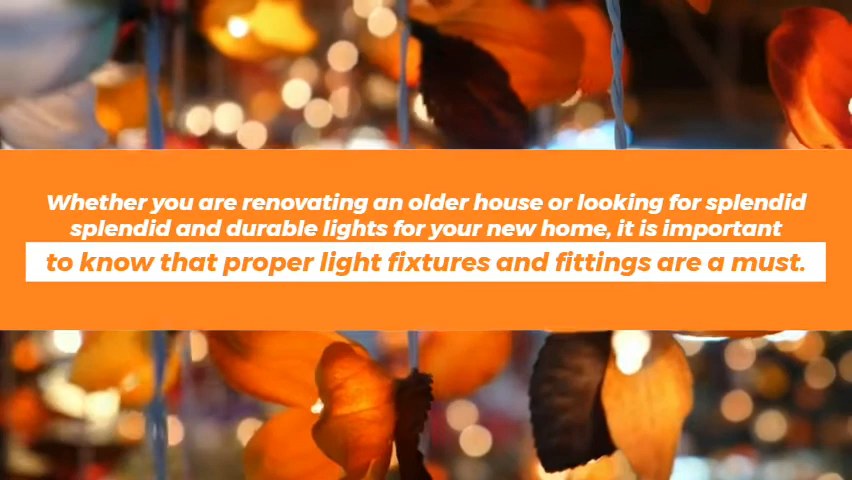 Whether you are renovating an older house or looking for splendid
splendid and durable lights for your new home, it is important
to know that proper light fixtures and fittings are a must.